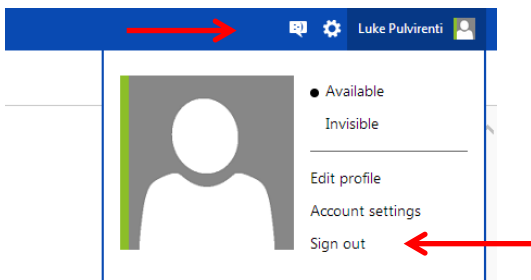 Luke Pulvirenti
Available
Invisible
Edit profile
Account settings
Sign out